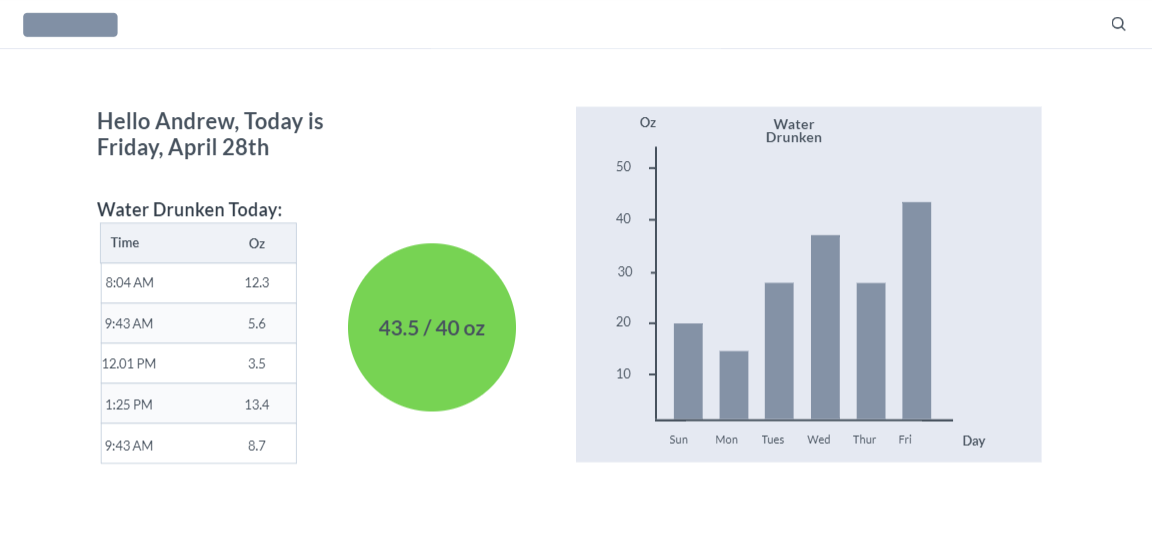 Hello Andrew, Today is
Friday, April 28th
Water Drunken Today:
Time Oz
8:04 AM 12.3
9:43 AM 5.6
12.01 PM 3.5
1:25 PM 13.4
9:43 AM 8.7
43.5 / 40 oz
Oz
Water
Drunken
50
40
30
20
10
Sun Mon Tues Wed Thur Fri
Day